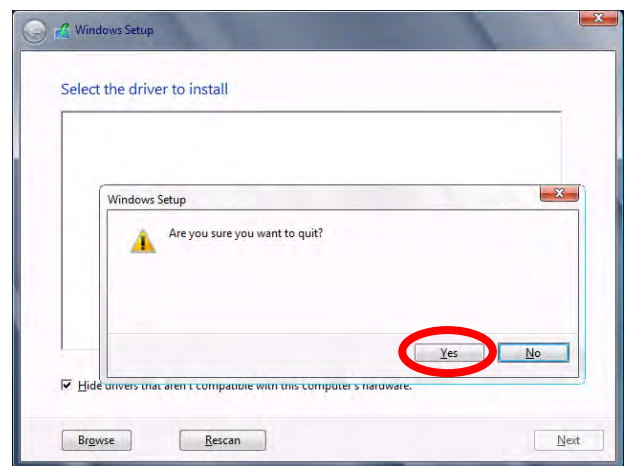 Windows Setup
Select the driver to install
Windows Setup
Are you sure you want to quit?
Yes No
Hide drivers that aren't compatible with this computer's hardware.
Browse Rescan Next